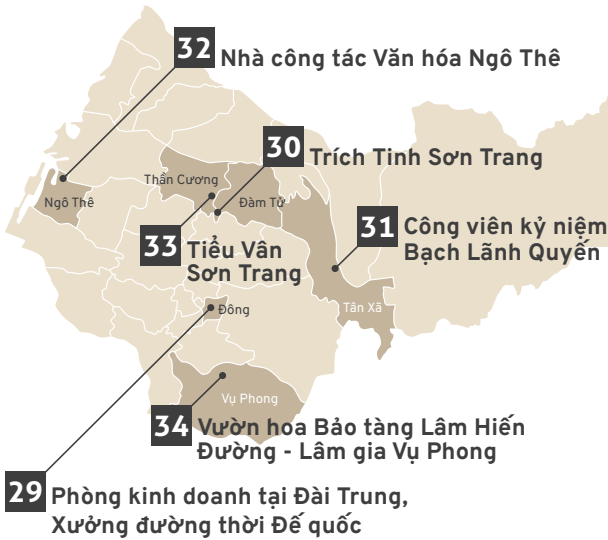 32 Nhà công tác Văn hóa Ngô Thê
30 Trích Tinh Sơn Trang
Thần Cương
Ngô Thê
Đàm Tử
31 Công viên kỷ niệm
Bạch Lãnh Quyến
33 Tiểu Vân
Sơn Trang
Tân Xã
Đông
Vụ Phong
34 Vườn hoa Bảo tàng Lâm Hiến
Đường - Lâm gia Vụ Phong
29 Phòng kinh doanh tại Đài Trung,
Xưởng đường thời Đế quốc